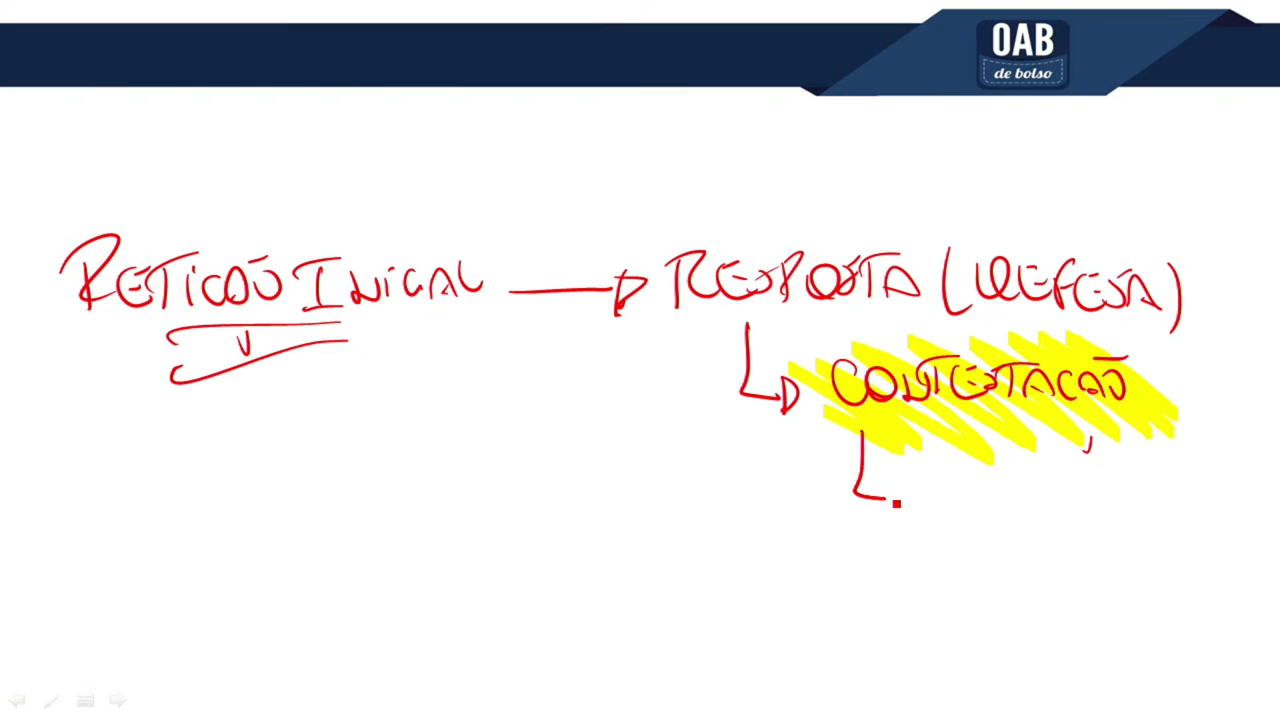 OAB
de bolso
PETIÇÃO INICIAL RESPOSTA (DEFESA)
CONTESTAÇÃO